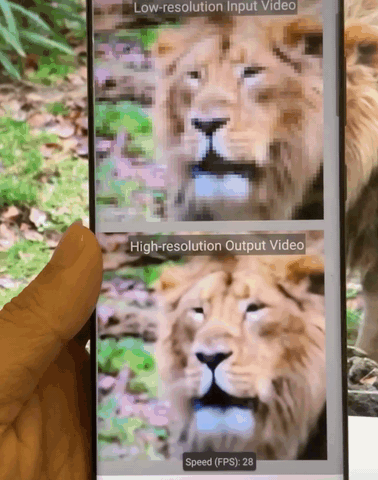 Low-resolution Input Video
High-resolution Output Video
Speed (FPS): 28